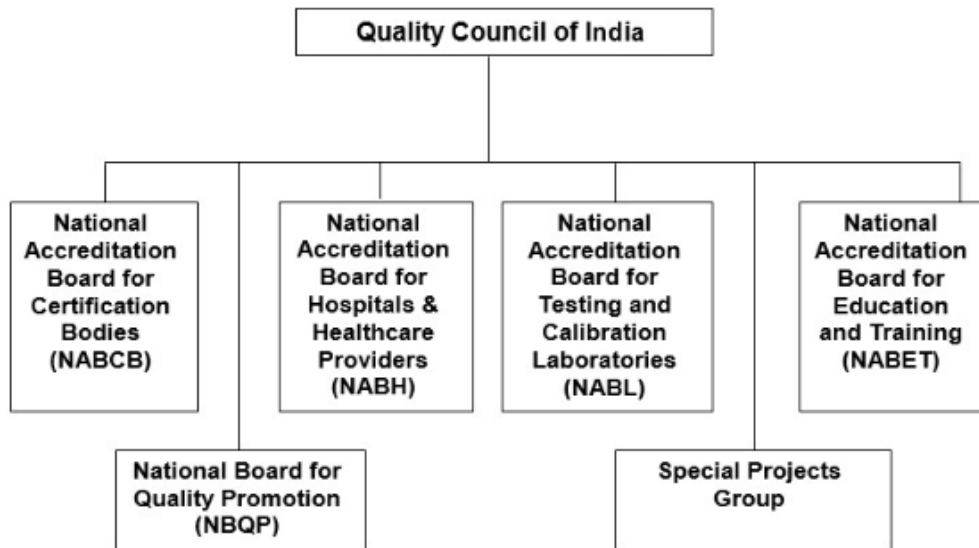 Quality Council of India
National
Accreditation
Board for
Certification
Bodies
(NABCB)
National
Accreditation
Board for
Hospitals &
Healthcare
Providers
(NABH)
National
Accreditation
Board for
Testing and
Calibration
Laboratories
(NABL)
National
Accreditation
Board for
Education
and Training
(NABET)
National Board for
Quality Promotion
(NBQP)
Special Projects
Group